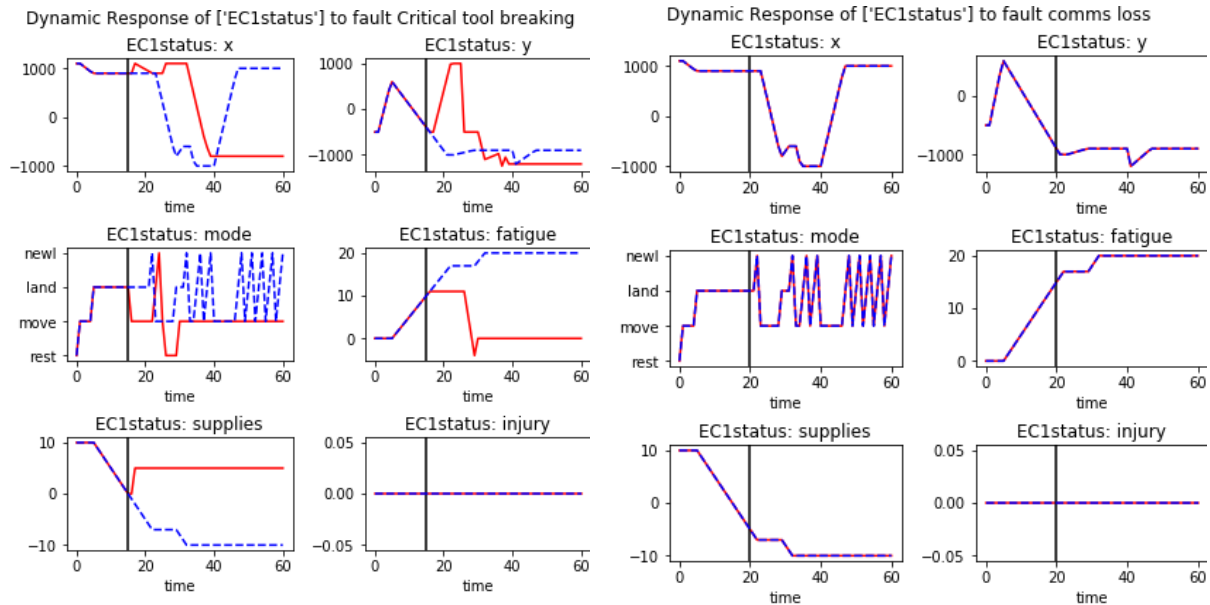 Dynamic Response of ['EC1status'] to fault Critical tool breaking
EC1status: x
EC1status: y
1000
0
−1000
0
20
40
60
time
1000
0
−1000
0
20
40
60
time
EC1status: mode
EC1status: fatigue
newl
land
move
rest
0
20
40
60
time
20
10
0
0
20
40
60
time
EC1status: supplies
EC1status: injury
10
0
−10
0
20
40
60
time
0.05
0.00
−0.05
0
20
40
60
time
Dynamic Response of ['EC1status'] to fault comms loss
EC1status: x
EC1status: y
1000
0
−1000
0
20
40
60
time
0
−1000
0
20
40
60
time
EC1status: mode
EC1status: fatigue
newl
land
move
rest
0
20
40
60
time
20
10
0
0
20
40
60
time
EC1status: supplies
EC1status: injury
10
0
−10
0
20
40
60
time
0.05
0.00
−0.05
0
20
40
60
time